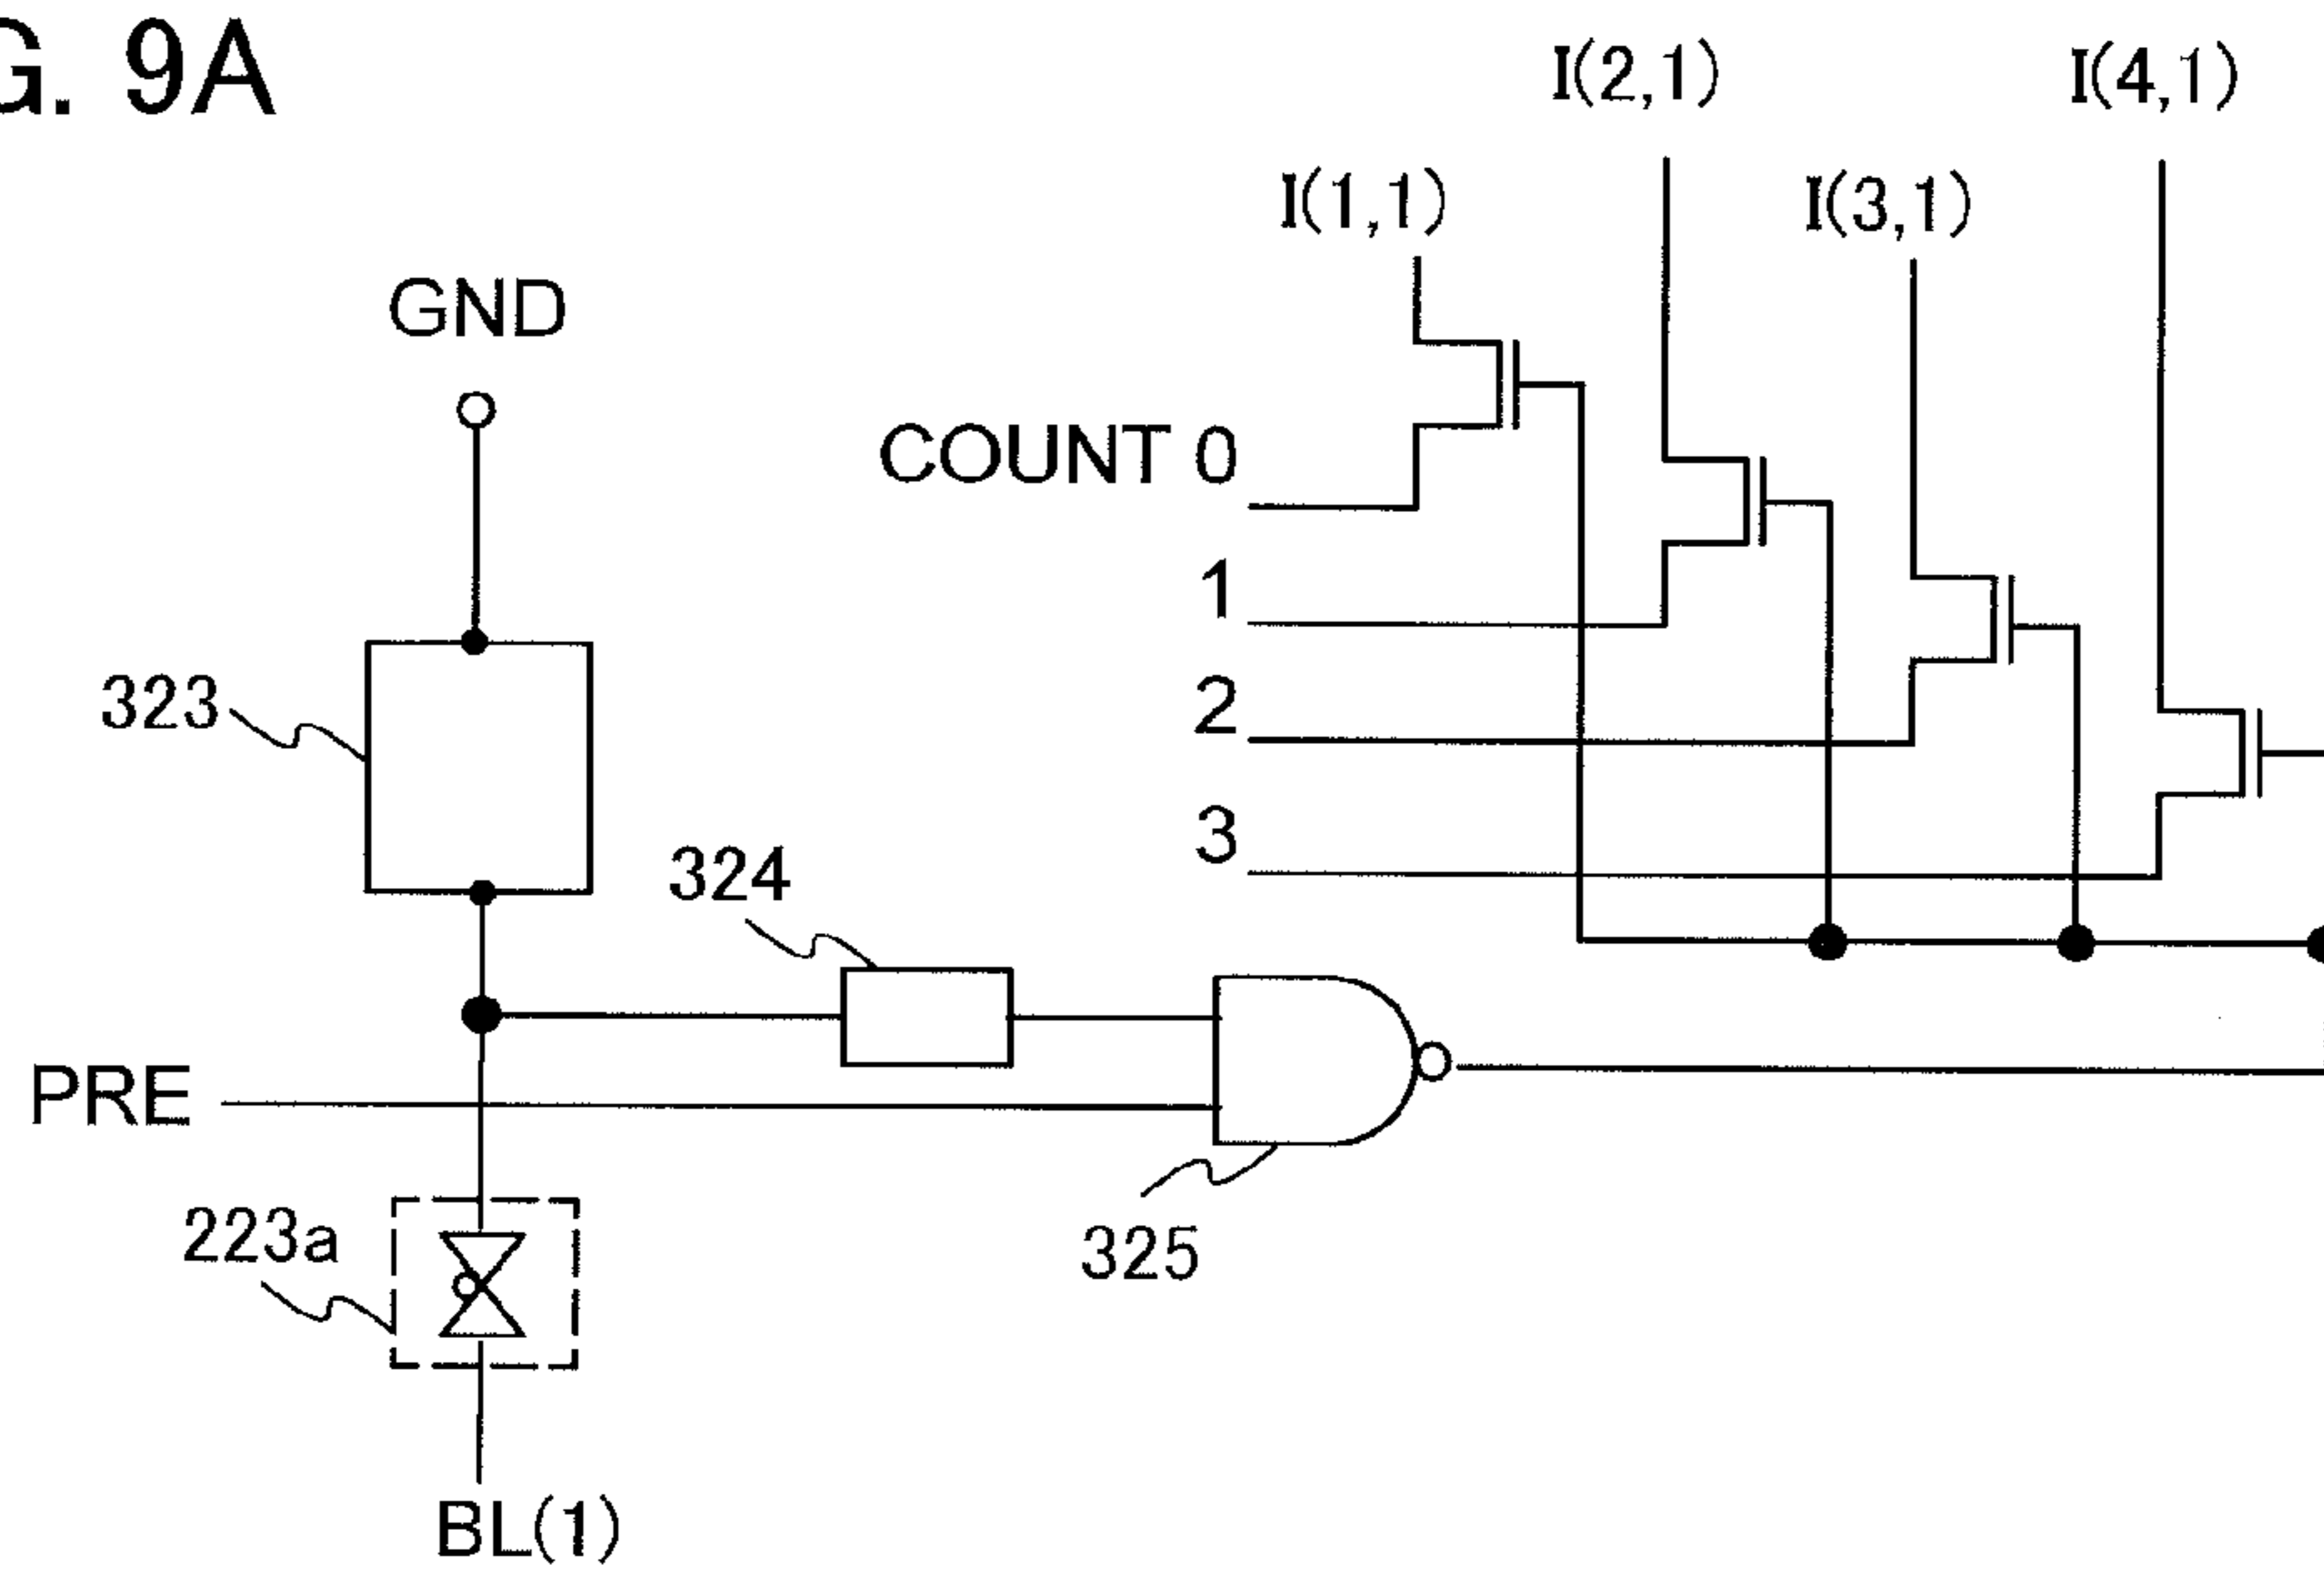 G. 9A
I(2,1)
I(4,1)
I(1,1)
I(3,1)
GND
COUNT 0
1
2
3
323
324
PRE
325
223a
BL(1)